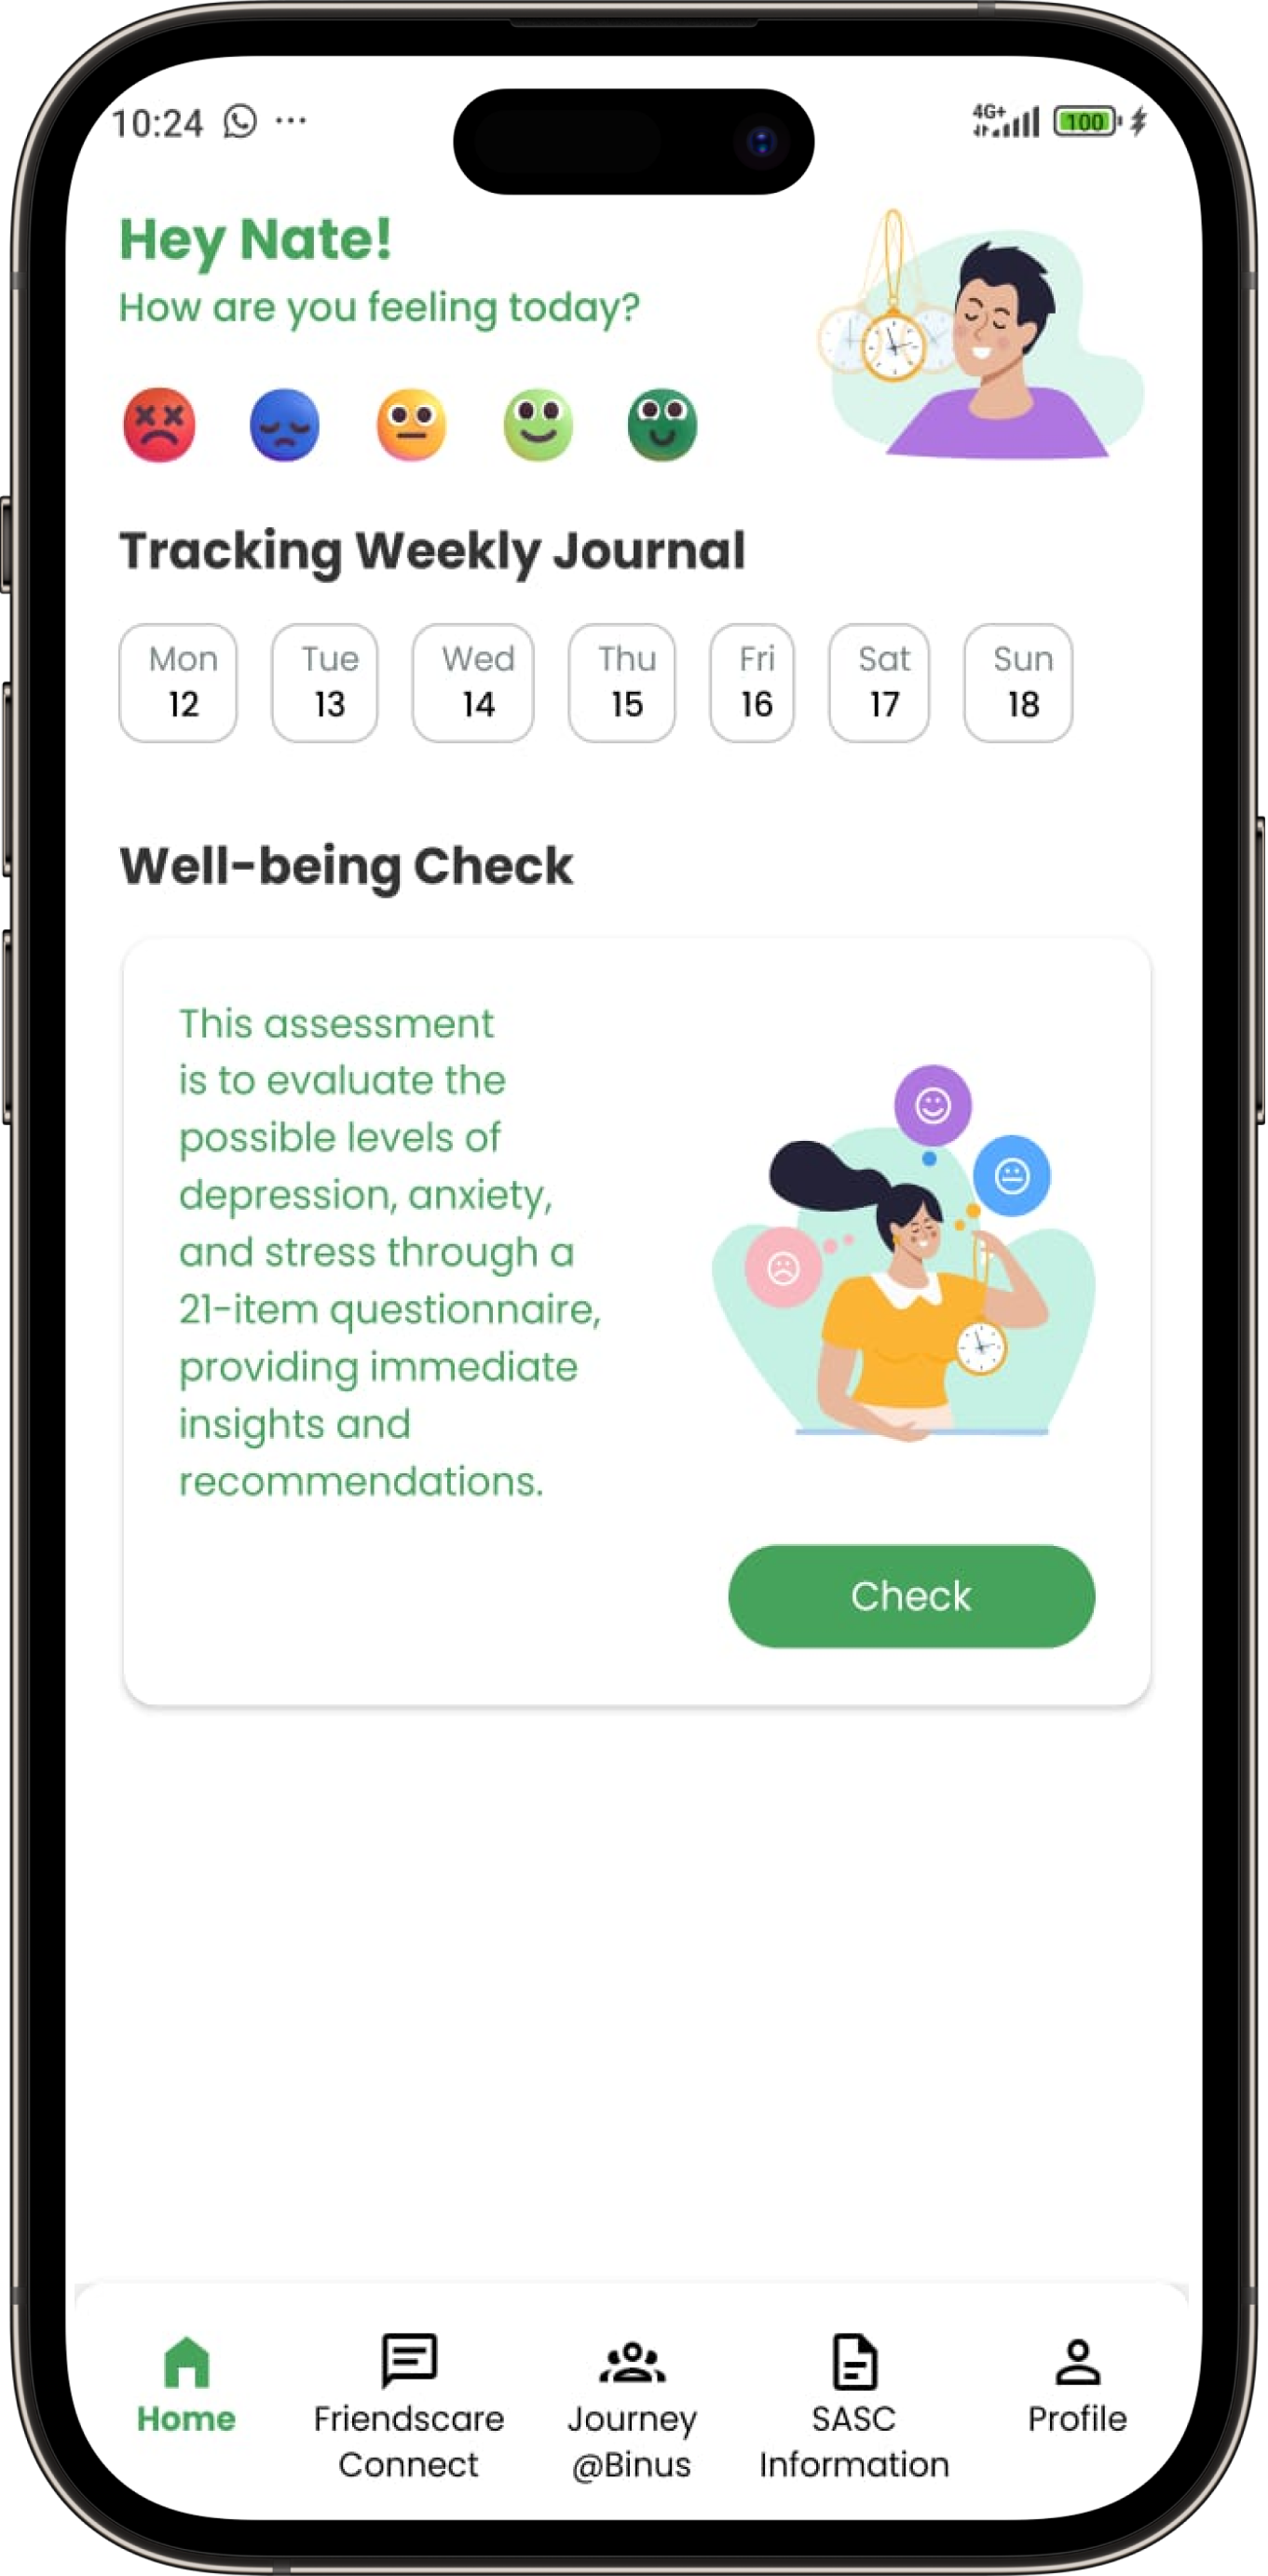 10:24
4G+
100
Hey Nate!
How are you feeling today?
Tracking Weekly Journal
Mon Tue Wed Thu Fri Sat Sun
12 13 14 15 16 17 18
Well-being Check
This assessment
is to evaluate the
possible levels of
depression, anxiety,
and stress through a
21-item questionnaire,
providing immediate
insights and
recommendations.
Check
Home
Friendscare
Connect
Journey
@Binus
SASC
Information
Profile